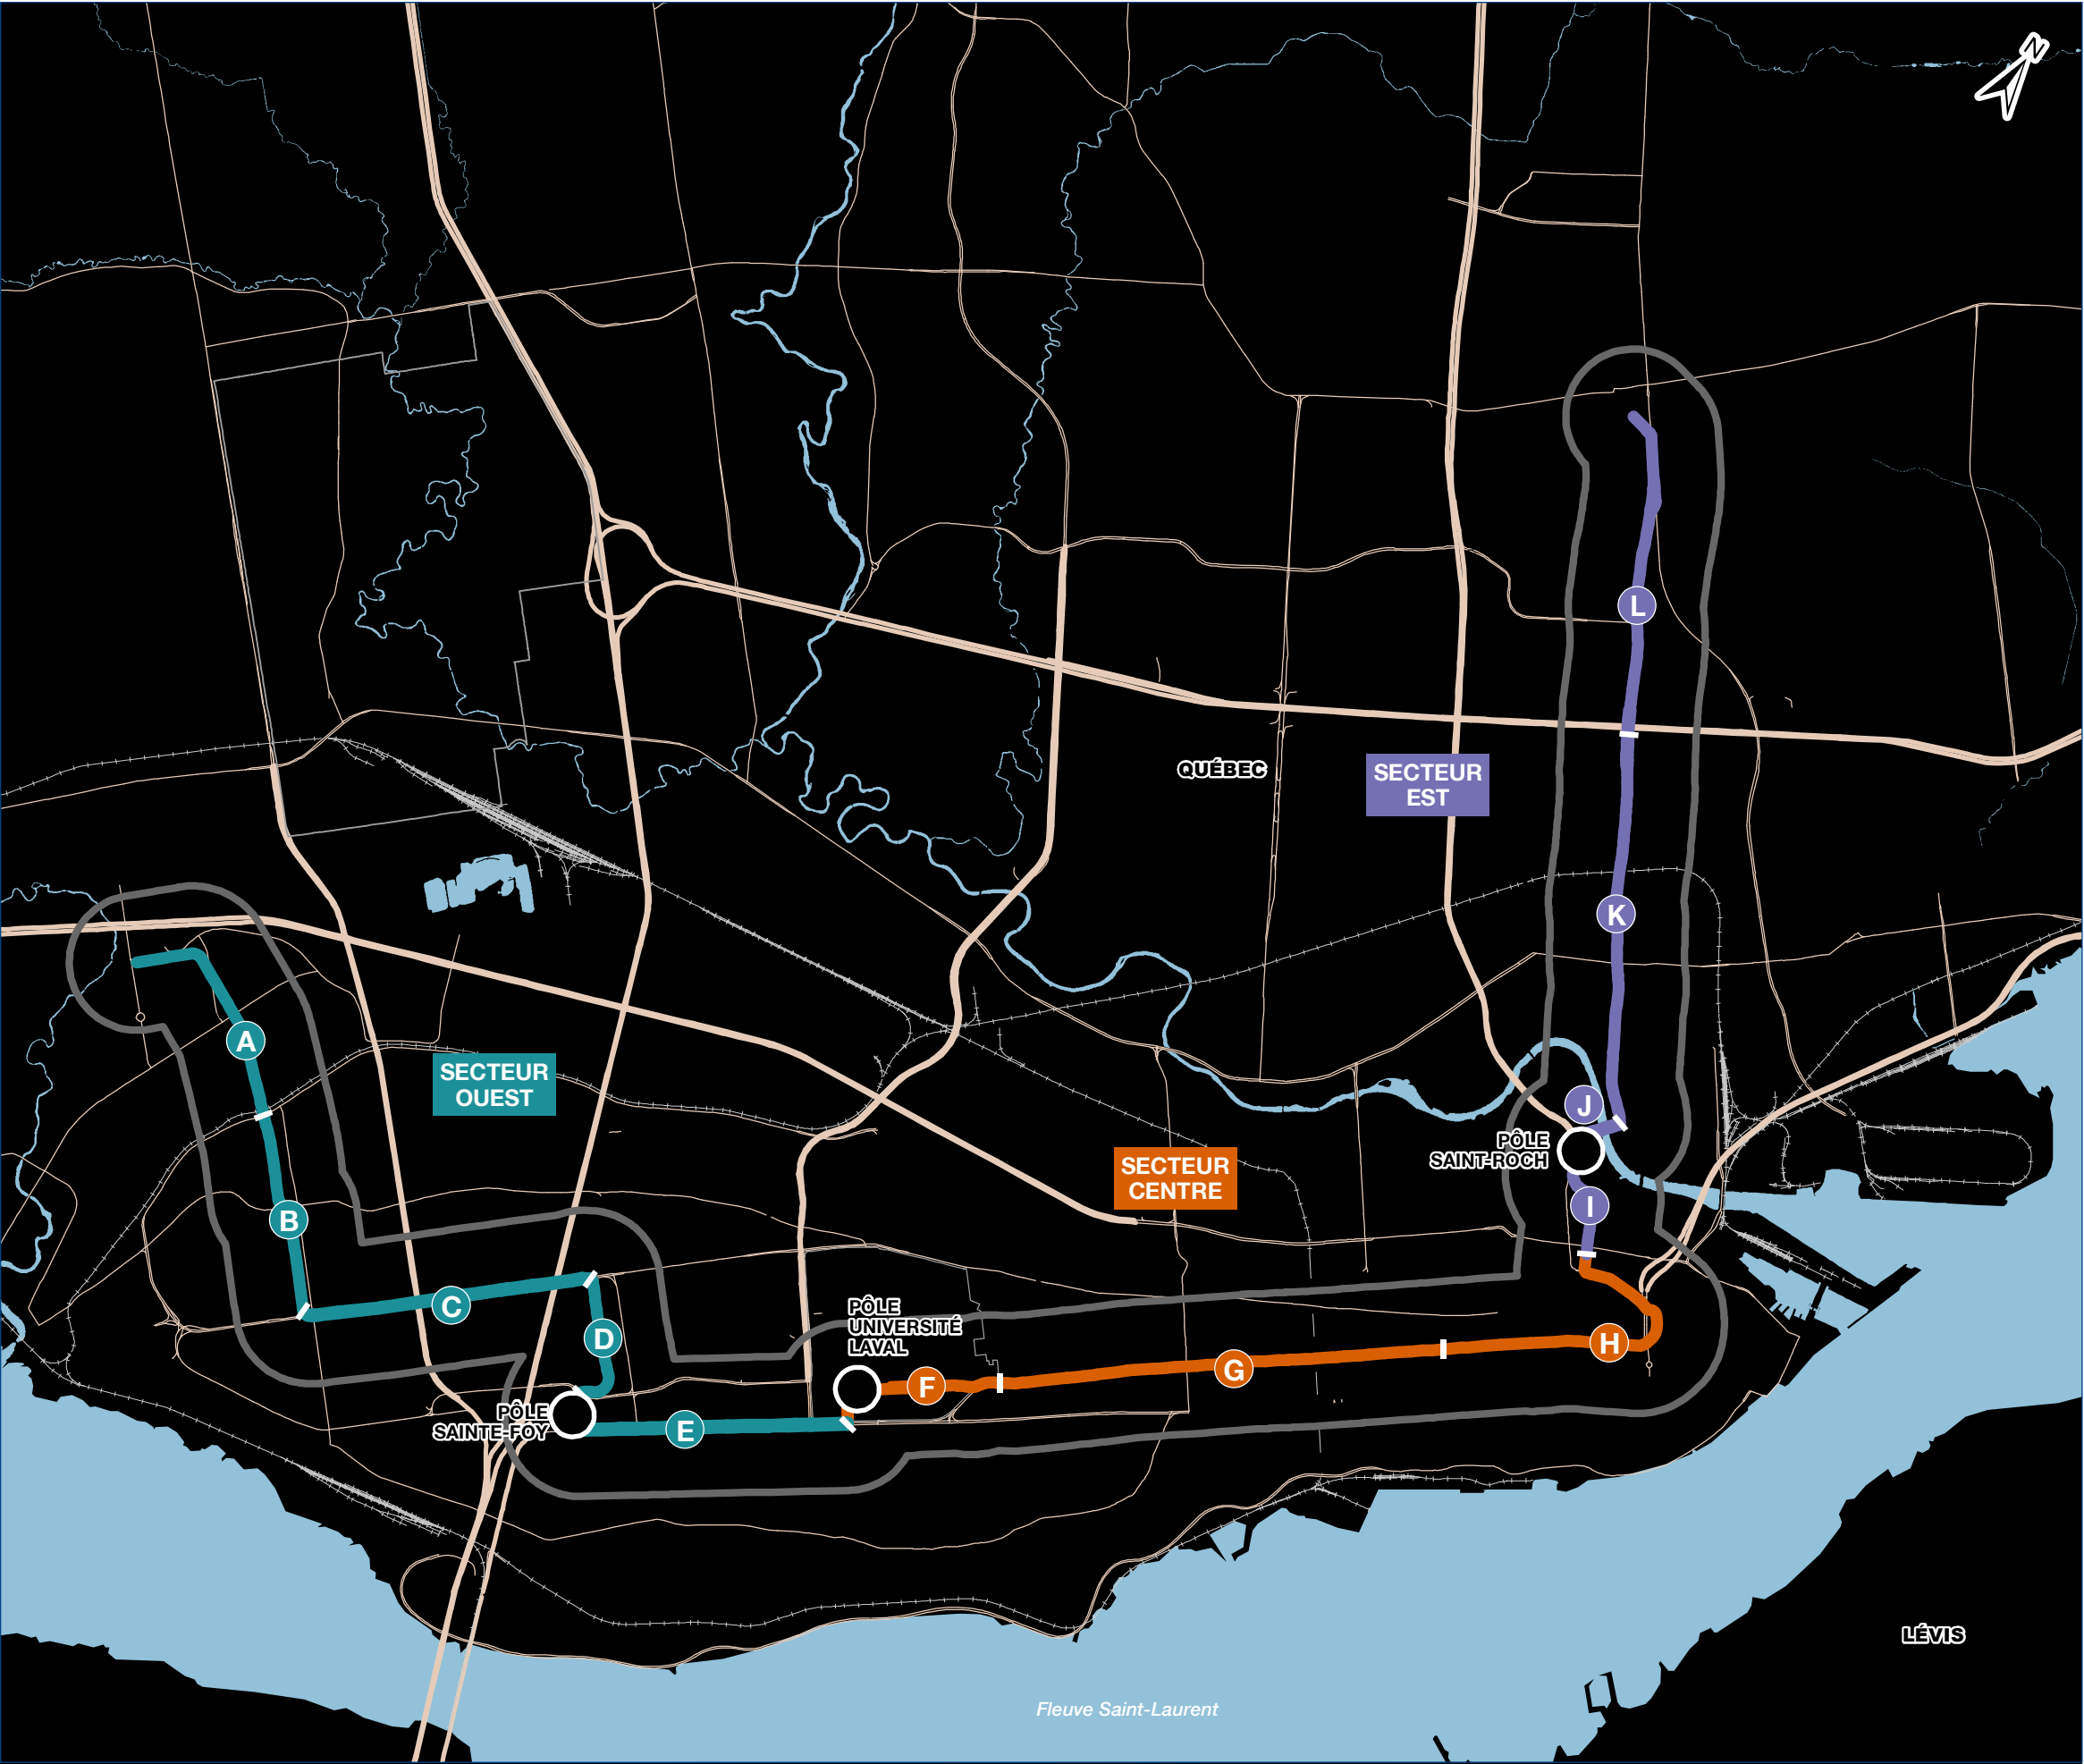 N
L
QUÉBEC
SECTEUR
EST
K
A
SECTEUR
OUEST
J
PÔLE
SAINT-ROCH
SECTEUR
CENTRE
I
B
C
PÔLE
UNIVERSITÉ
LAVAL
D
H
G
F
PÔLE
SAINTE-FOY
E
LÉVIS
Fleuve Saint-Laurent